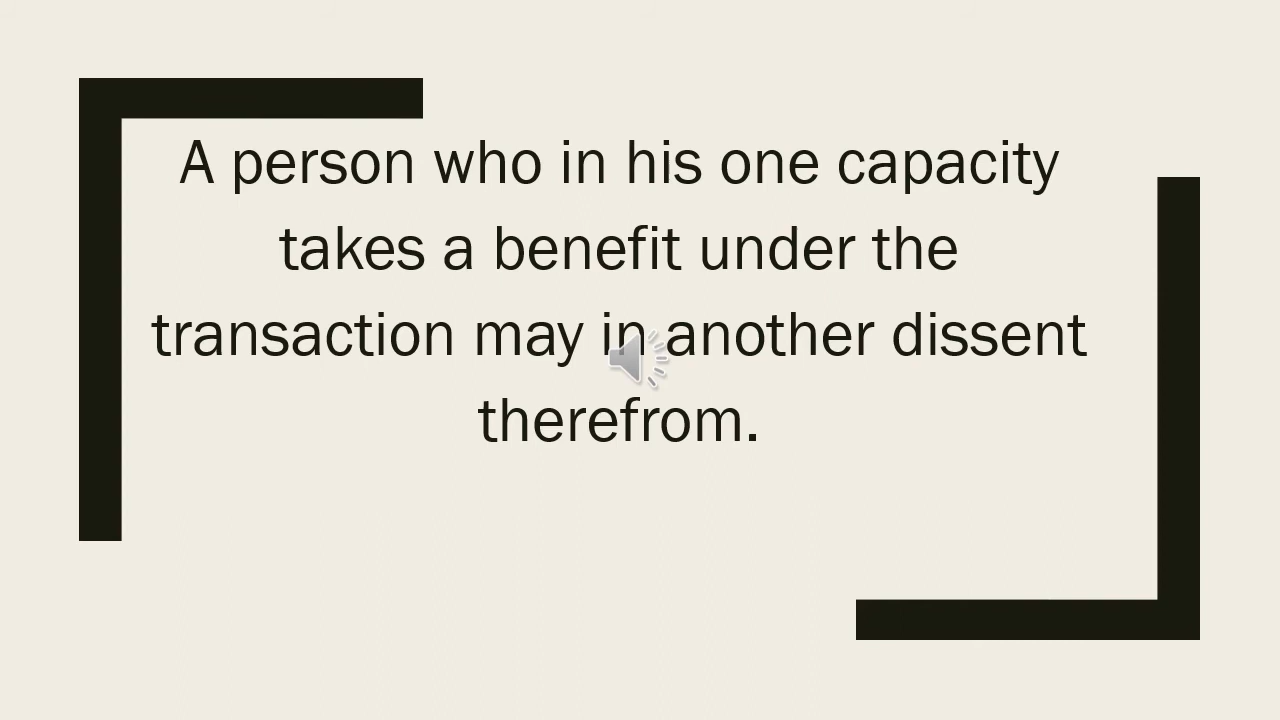 A person who in his one capacity
takes a benefit under the
transaction may in another dissent
therefrom.